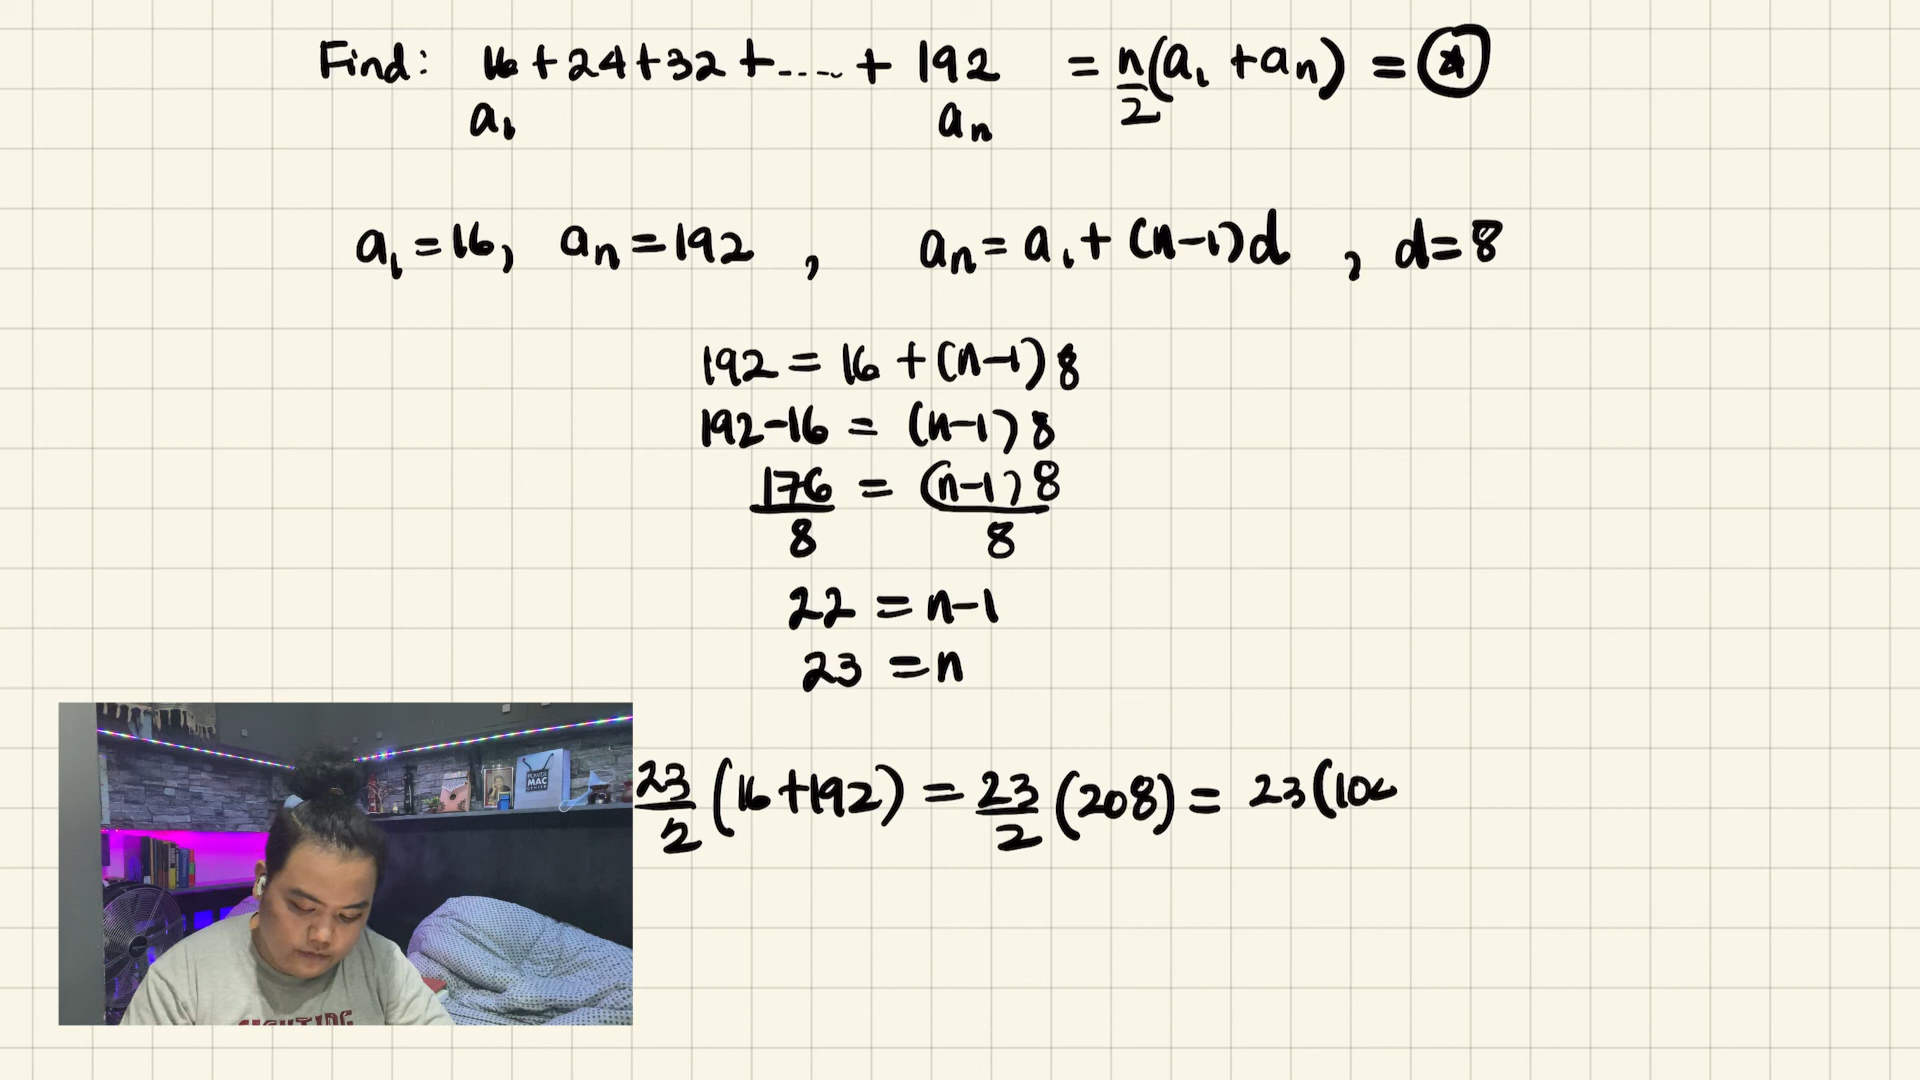 Find: 16 + 24 + 32 + ..... + 192 = n/2 (a₁ + aₙ) = ⊛
a₁ aₙ
a₁ = 16, aₙ = 192 , aₙ = a₁ + (n-1)d , d = 8
192 = 16 + (n-1) 8
192-16 = (n-1) 8
176/8 = (n-1) 8/8
22 = n-1
23 = n
23/2 (16 + 192) = 23/2 (208) = 23 (104
MAC